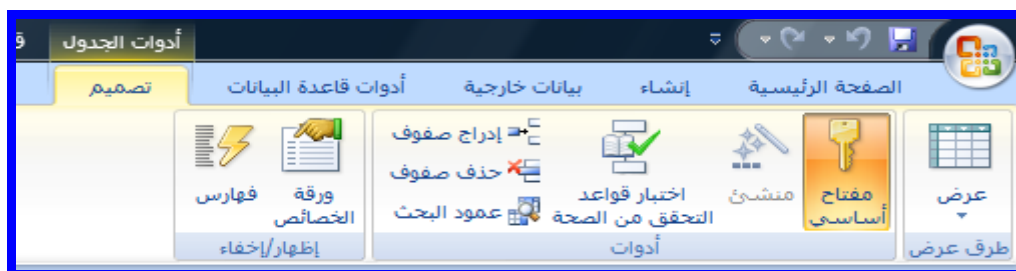 أدوات الجدول
ق
الصفحة الرئيسية
إنشاء
بيانات خارجية
أدوات قاعدة البيانات
تصميم
عرض
طرق عرض
مفتاح
أساسي
منشئ
اختبار قواعد
التحقق من الصحة
إدراج صفوف
حذف صفوف
عمود البحث
أدوات
ورقة
الخصائص
فهارس
إظهار/إخفاء